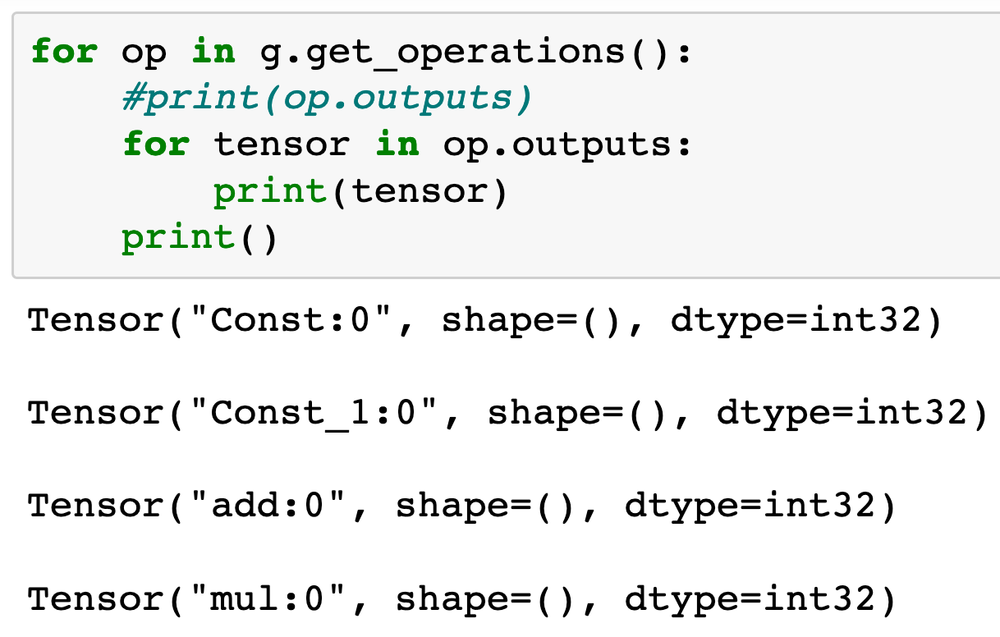 for op in g.get_operations():
    #print(op.outputs)
    for tensor in op.outputs:
        print(tensor)
    print()
Tensor("Const:0", shape=(), dtype=int32)
Tensor("Const_1:0", shape=(), dtype=int32)
Tensor("add:0", shape=(), dtype=int32)
Tensor("mul:0", shape=(), dtype=int32)